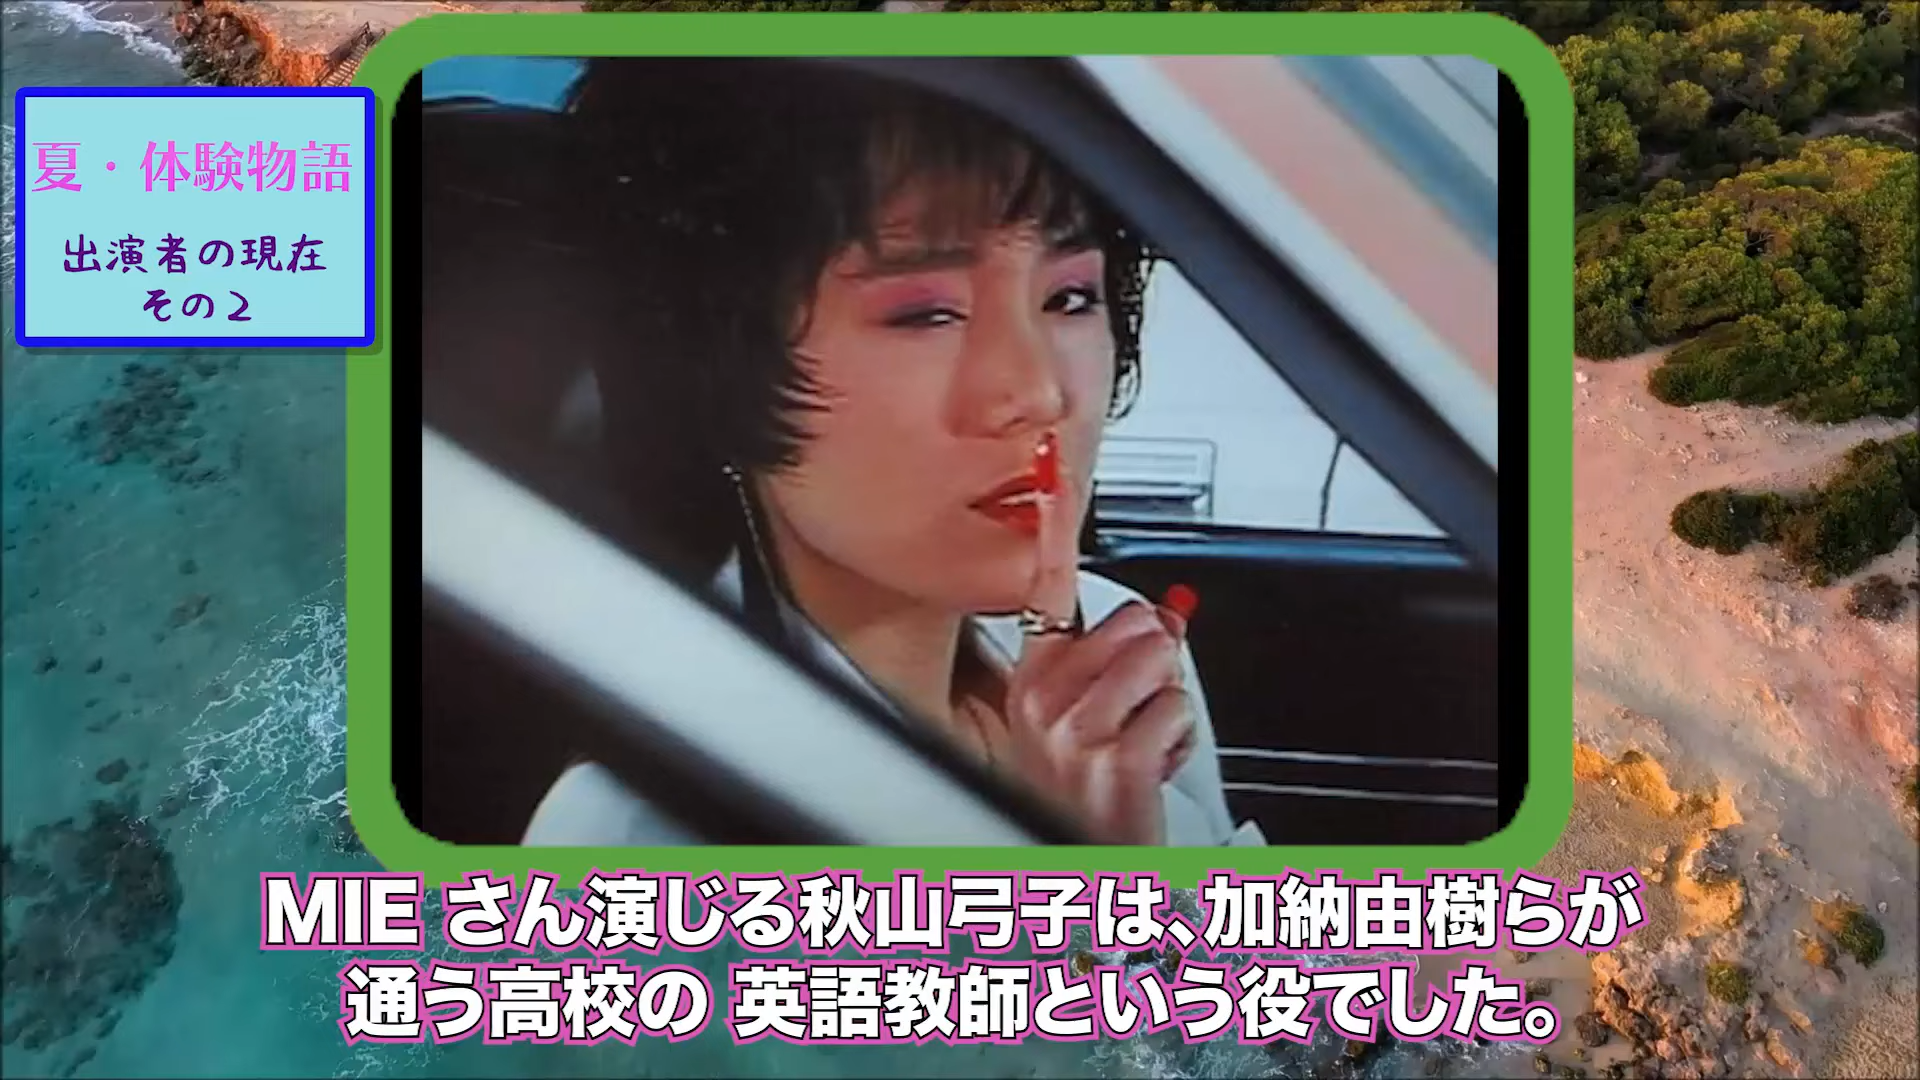 夏・体験物語
出演者の現在
その2
MIE さん演じる秋山弓子は、加納由樹らが
通う高校の 英語教師という役でした。